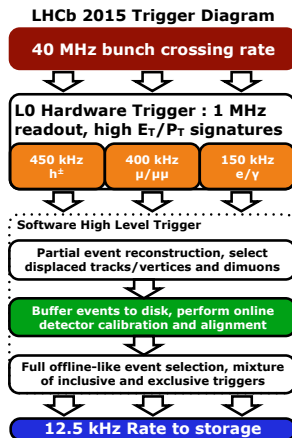 LHCb 2015 Trigger Diagram
40 MHz bunch crossing rate
L0 Hardware Trigger : 1 MHz
readout, high E_T/P_T signatures
450 kHz
h±
400 kHz
μ/μμ
150 kHz
e/γ
Software High Level Trigger
Partial event reconstruction, select
displaced tracks/vertices and dimuons
Buffer events to disk, perform online
detector calibration and alignment
Full offline-like event selection, mixture
of inclusive and exclusive triggers
12.5 kHz Rate to storage